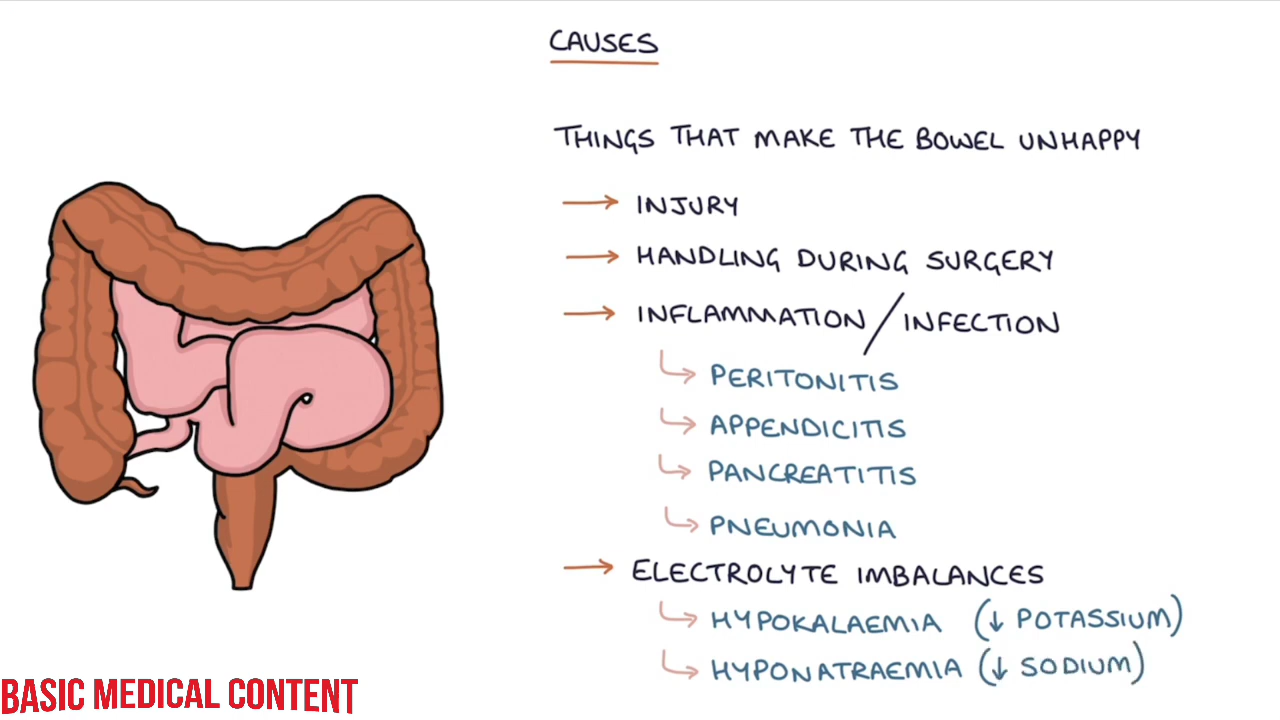 CAUSES
THINGS THAT MAKE THE BOWEL UNHAPPY
→ INJURY
→ HANDLING DURING SURGERY
→ INFLAMMATION / INFECTION
↳ PERITONITIS
↳ APPENDICITIS
↳ PANCREATITIS
↳ PNEUMONIA
→ ELECTROLYTE IMBALANCES
↳ HYPOKALAEMIA (↓ POTASSIUM)
↳ HYPONATRAEMIA (↓ SODIUM)
BASIC MEDICAL CONTENT